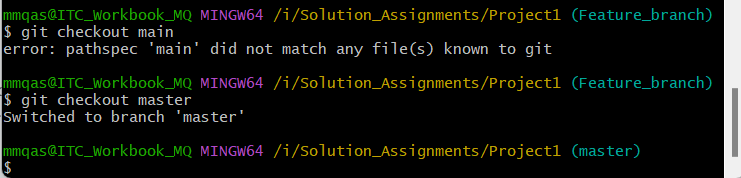 mmqas@ITC_Workbook_MQ MINGW64 /i/Solution_Assignments/Project1 (Feature_branch)
$ git checkout main
error: pathspec 'main' did not match any file(s) known to git
mmqas@ITC_Workbook_MQ MINGW64 /i/Solution_Assignments/Project1 (Feature_branch)
$ git checkout master
Switched to branch 'master'
mmqas@ITC_Workbook_MQ MINGW64 /i/Solution_Assignments/Project1 (master)
$